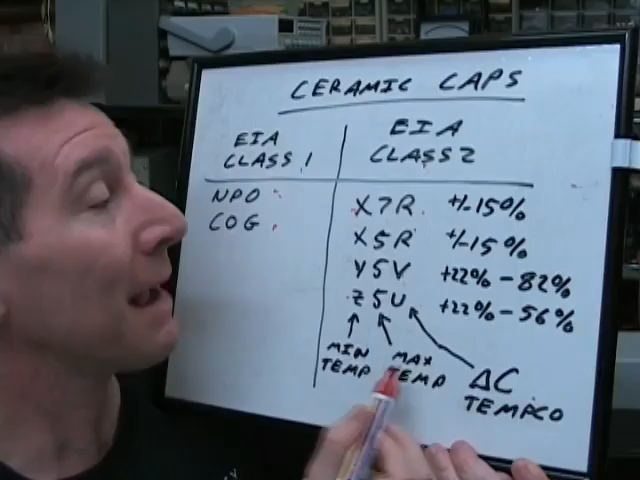 CERAMIC CAPS
EIA
CLASS 1
NPO
COG
EIA
CLASS 2
X7R +/-15%
X5R +/-15%
Y5V +22% -82%
Z5U +22% -56%
MIN
TEMP
MAX
TEMP
ΔC
TEMPCO